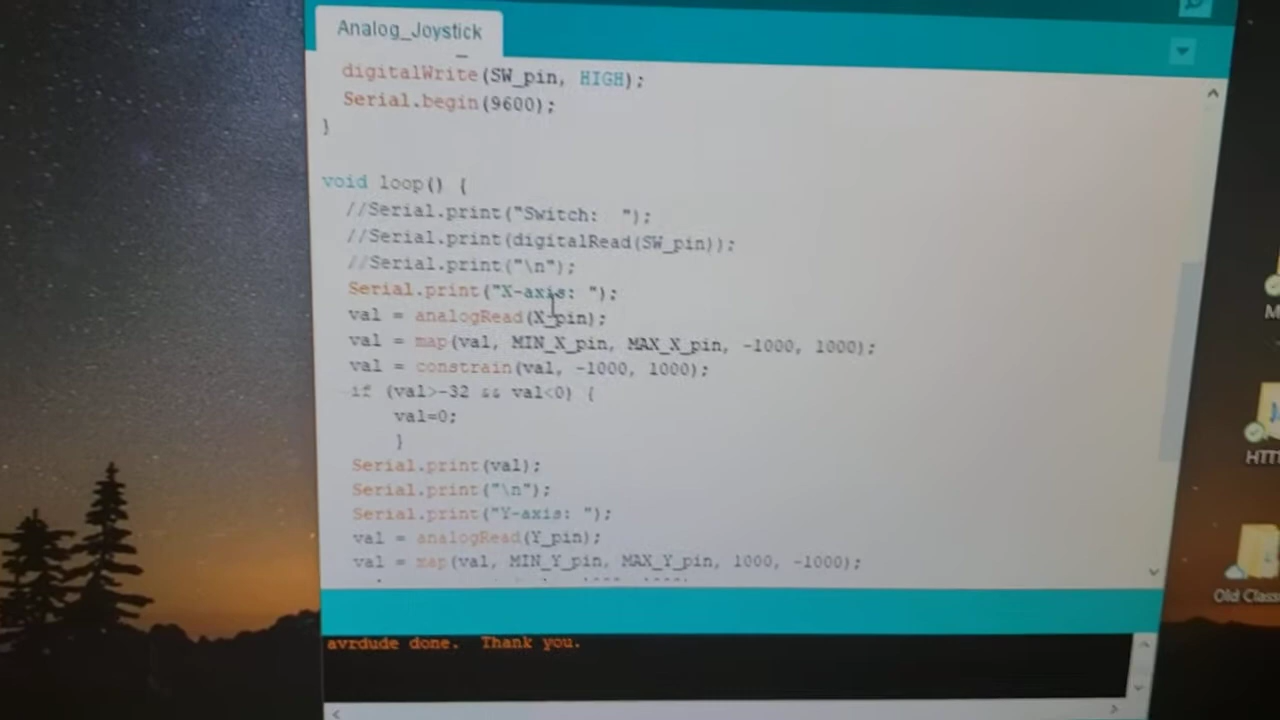 Analog_Joystick
digitalWrite(SW_pin, HIGH);
Serial.begin(9600);
}
void loop() {
//Serial.print("Switch:  ");
//Serial.print(digitalRead(SW_pin));
//Serial.print("\n");
Serial.print("X-axis: ");
val = analogRead(X_pin);
val = map(val, MIN_X_pin, MAX_X_pin, -1000, 1000);
val = constrain(val, -1000, 1000);
if (val>-32 && val<0) {
val=0;
}
Serial.print(val);
Serial.print("\n");
Serial.print("Y-axis: ");
val = analogRead(Y_pin);
val = map(val, MIN_Y_pin, MAX_Y_pin, 1000, -1000);
avrdude done.  Thank you.
Old Class